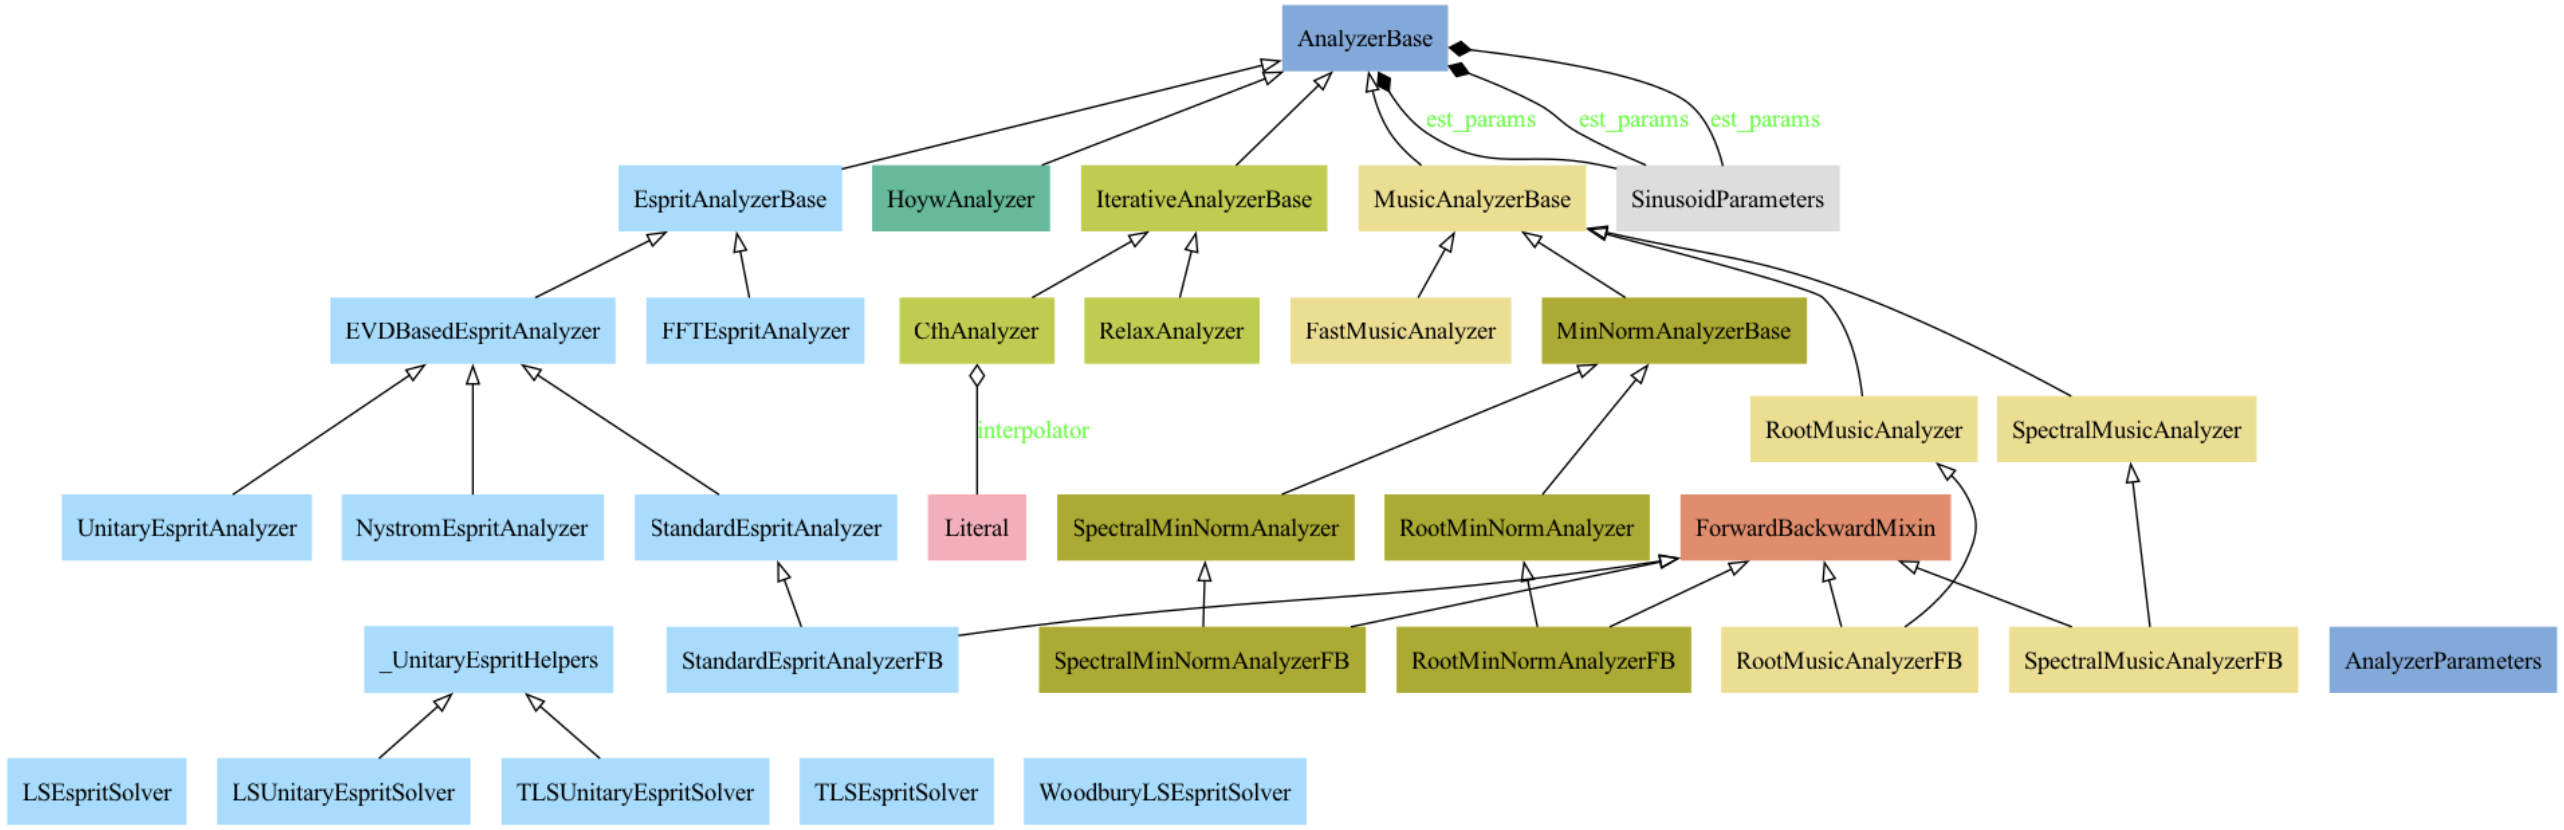 AnalyzerBase
est_params
est_params
est_params
EspritAnalyzerBase
HoywAnalyzer
IterativeAnalyzerBase
MusicAnalyzerBase
SinusoidParameters
EVDBasedEspritAnalyzer
FFTEspritAnalyzer
CfhAnalyzer
RelaxAnalyzer
FastMusicAnalyzer
MinNormAnalyzerBase
interpolator
RootMusicAnalyzer
SpectralMusicAnalyzer
UnitaryEspritAnalyzer
NystromEspritAnalyzer
StandardEspritAnalyzer
Literal
SpectralMinNormAnalyzer
RootMinNormAnalyzer
ForwardBackwardMixin
_UnitaryEspritHelpers
StandardEspritAnalyzerFB
SpectralMinNormAnalyzerFB
RootMinNormAnalyzerFB
RootMusicAnalyzerFB
SpectralMusicAnalyzerFB
AnalyzerParameters
LSEspritSolver
LSUnitaryEspritSolver
TLSUnitaryEspritSolver
TLSEspritSolver
WoodburyLSEspritSolver